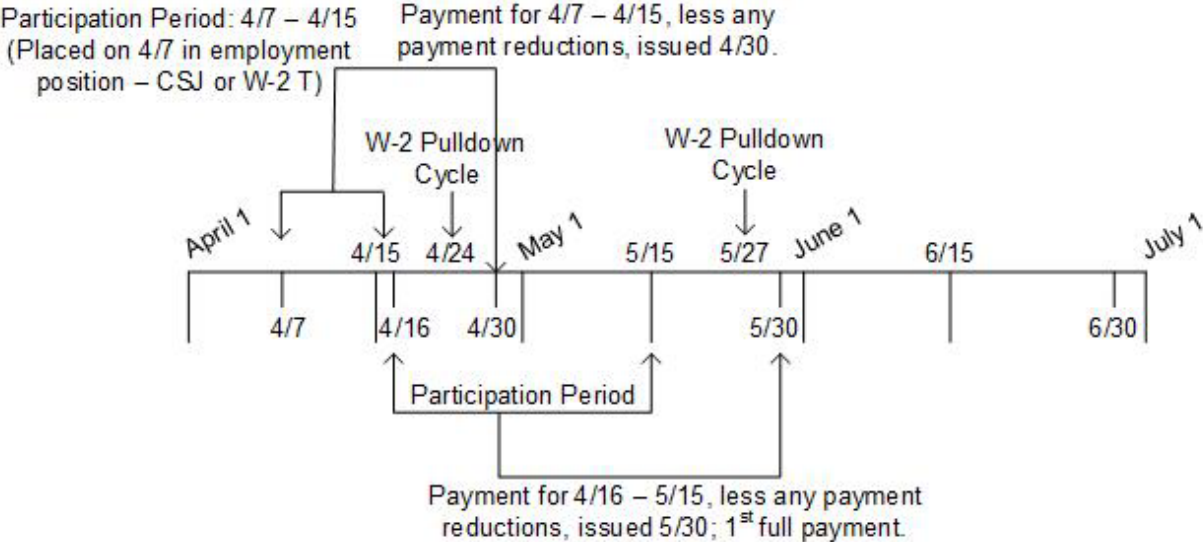 Participation Period: 4/7 – 4/15
(Placed on 4/7 in employment
position – CSJ or W-2 T)
Payment for 4/7 – 4/15, less any
payment reductions, issued 4/30.
W-2 Pulldown
Cycle
W-2 Pulldown
Cycle
April 1
4/15
4/24
May 1
5/15
5/27
June 1
6/15
July 1
4/7
4/16
4/30
5/30
6/30
Participation Period
Payment for 4/16 – 5/15, less any payment
reductions, issued 5/30; 1st full payment.